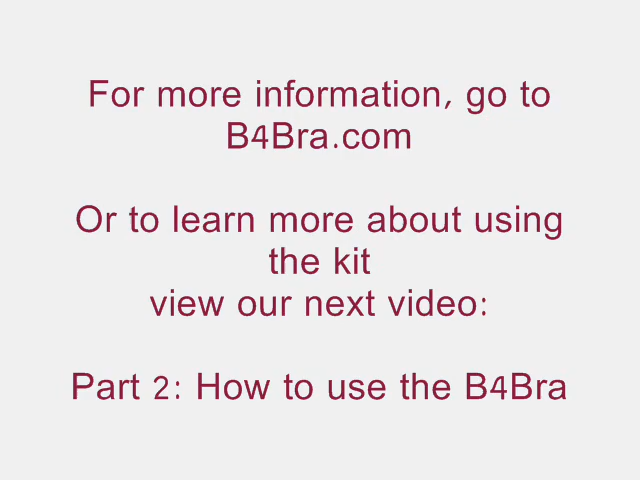 For more information, go to
B4Bra.com
Or to learn more about using
the kit
view our next video:
Part 2: How to use the B4Bra